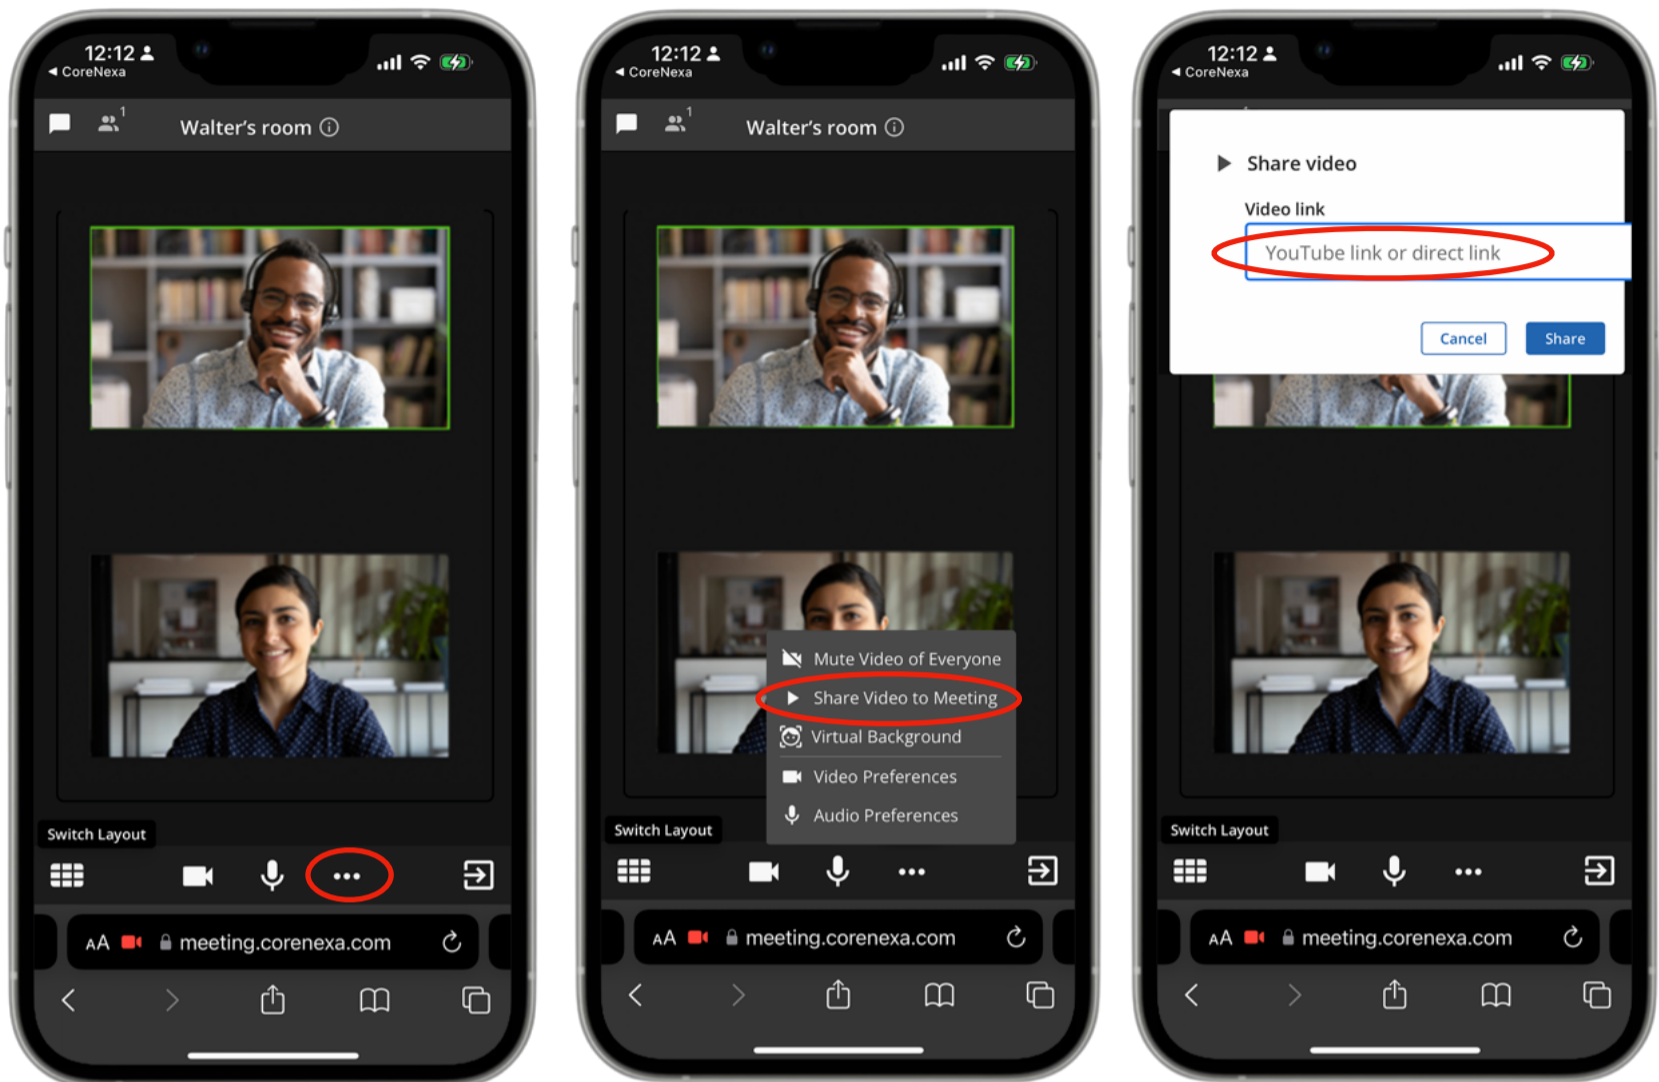 12:12
CoreNexa
1
Walter's room
Switch Layout
AA meeting.corenexa.com
12:12
CoreNexa
1
Walter's room
Mute Video of Everyone
Share Video to Meeting
Virtual Background
Video Preferences
Audio Preferences
Switch Layout
AA meeting.corenexa.com
12:12
CoreNexa
Share video
Video link
YouTube link or direct link
Cancel Share
Switch Layout
AA meeting.corenexa.com